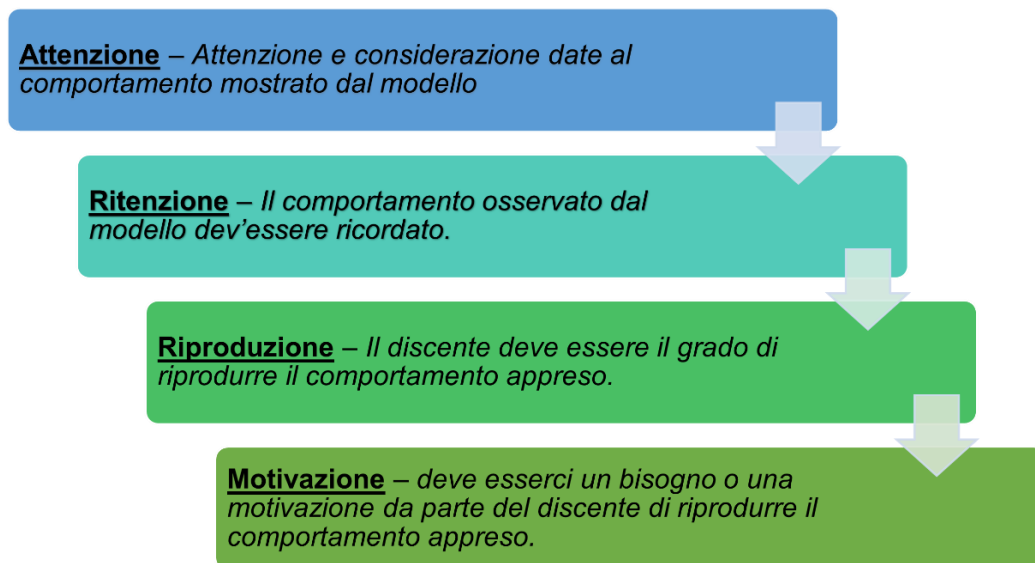 Attenzione – Attenzione e considerazione date al
comportamento mostrato dal modello
Ritenzione – Il comportamento osservato dal
modello dev’essere ricordato.
Riproduzione – Il discente deve essere il grado di
riprodurre il comportamento appreso.
Motivazione – deve esserci un bisogno o una
motivazione da parte del discente di riprodurre il
comportamento appreso.